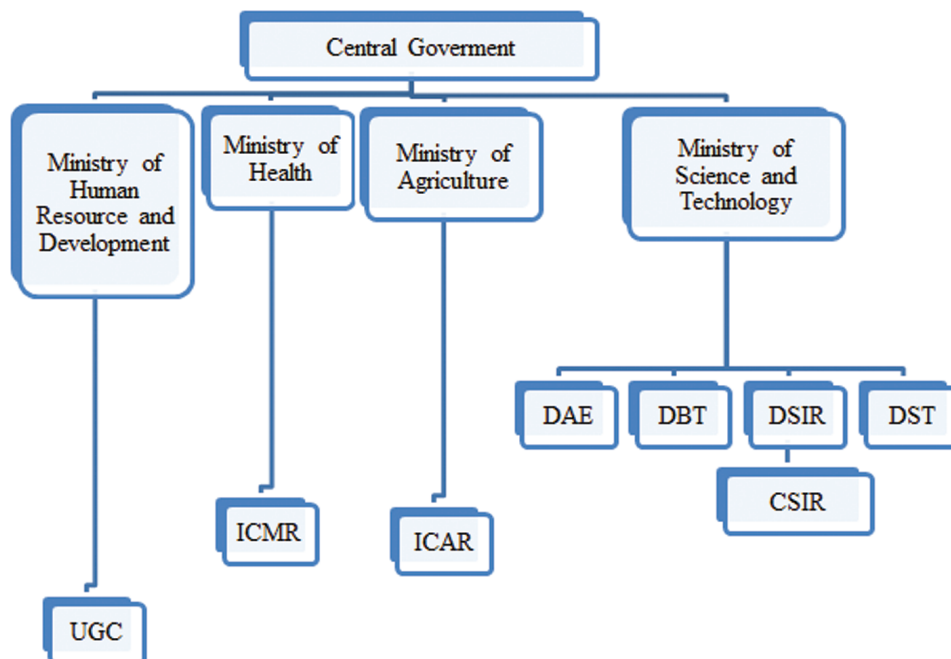 Central Goverment
Ministry of
Human
Resource and
Development
Ministry of
Health
Ministry of
Agriculture
Ministry of
Science and
Technology
DAE
DBT
DSIR
DST
CSIR
ICMR
ICAR
UGC